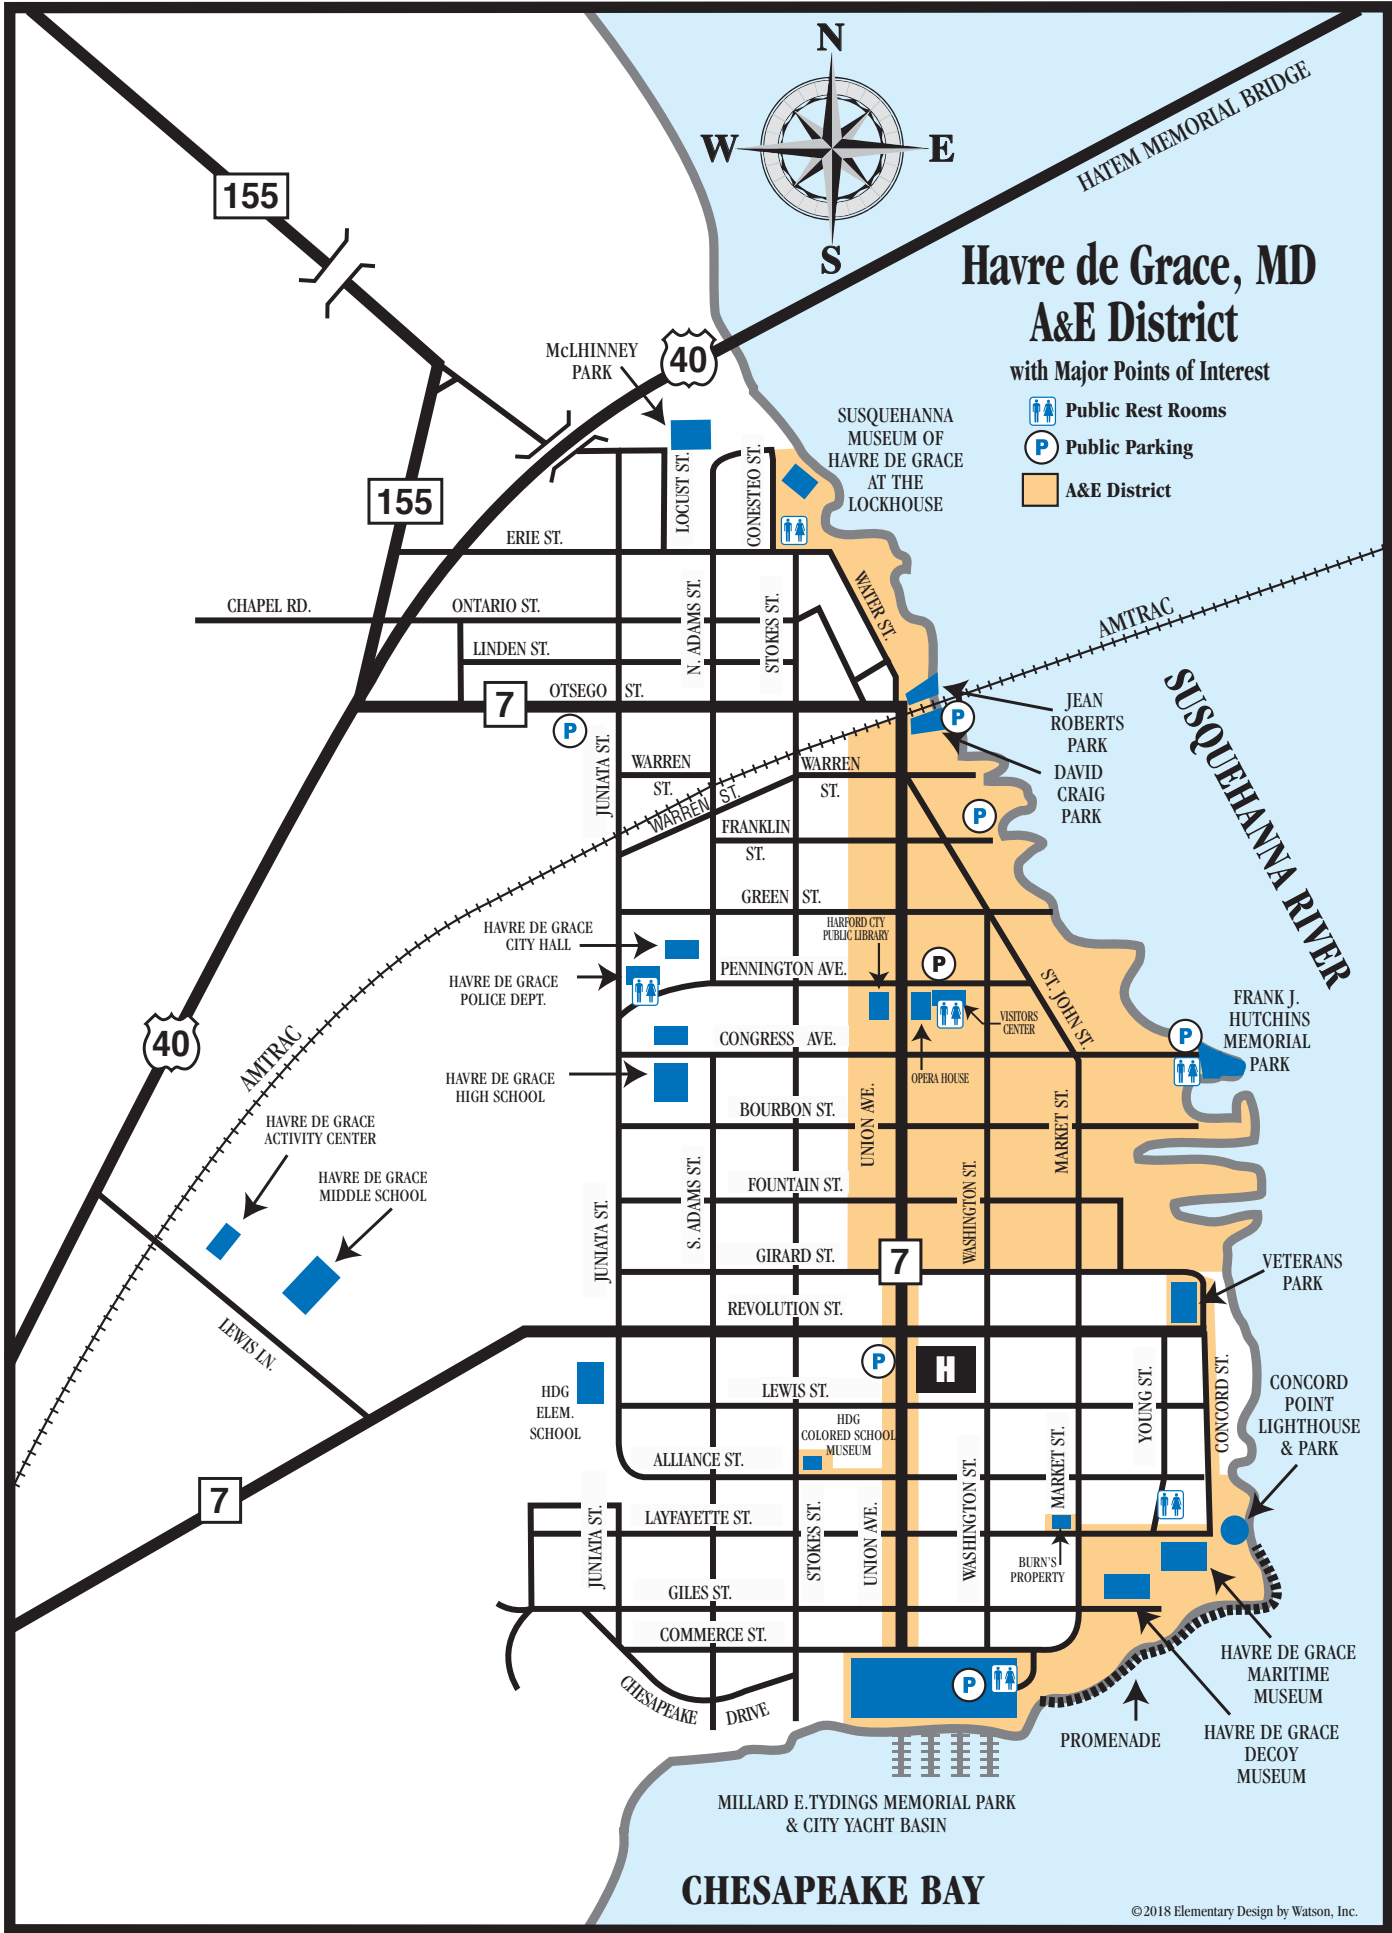 N
W
E
S
HATEM MEMORIAL BRIDGE
155
Havre de Grace, MD
A&E District
with Major Points of Interest
Public Rest Rooms
P
Public Parking
A&E District
McLHINNEY
PARK
40
SUSQUEHANNA
MUSEUM OF
HAVRE DE GRACE
AT THE
LOCKHOUSE
155
LOCUST ST.
CONESTEO ST.
ERIE ST.
CHAPEL RD.
ONTARIO ST.
N. ADAMS ST.
STOKES ST.
WATER ST.
AMTRAC
LINDEN ST.
7
OTSEGO ST.
P
P
JEAN
ROBERTS
PARK
DAVID
CRAIG
PARK
SUSQUEHANNA RIVER
JUNIATA ST.
WARREN
ST.
WARREN
ST.
WARREN ST.
P
FRANKLIN
ST.
GREEN ST.
HARFORD CTY
PUBLIC LIBRARY
HAVRE DE GRACE
CITY HALL
HAVRE DE GRACE
POLICE DEPT.
PENNINGTON AVE.
P
ST. JOHN ST.
VISITORS
CENTER
FRANK J.
HUTCHINS
MEMORIAL
PARK
P
40
AMTRAC
CONGRESS AVE.
OPERA HOUSE
HAVRE DE GRACE
HIGH SCHOOL
BOURBON ST.
UNION AVE.
MARKET ST.
HAVRE DE GRACE
ACTIVITY CENTER
HAVRE DE GRACE
MIDDLE SCHOOL
FOUNTAIN ST.
JUNIATA ST.
S. ADAMS ST.
WASHINGTON ST.
GIRARD ST.
7
VETERANS
PARK
REVOLUTION ST.
LEWIS LN.
P
H
HDG
ELEM.
SCHOOL
LEWIS ST.
YOUNG ST.
CONCORD ST.
CONCORD
POINT
LIGHTHOUSE
& PARK
HDG
COLORED SCHOOL
MUSEUM
ALLIANCE ST.
MARKET ST.
7
JUNIATA ST.
LAYFAYETTE ST.
STOKES ST.
UNION AVE.
WASHINGTON ST.
BURN'S
PROPERTY
GILES ST.
COMMERCE ST.
HAVRE DE GRACE
MARITIME
MUSEUM
CHESAPEAKE DRIVE
P
PROMENADE
HAVRE DE GRACE
DECOY
MUSEUM
MILLARD E.TYDINGS MEMORIAL PARK
& CITY YACHT BASIN
CHESAPEAKE BAY
©2018 Elementary Design by Watson, Inc.